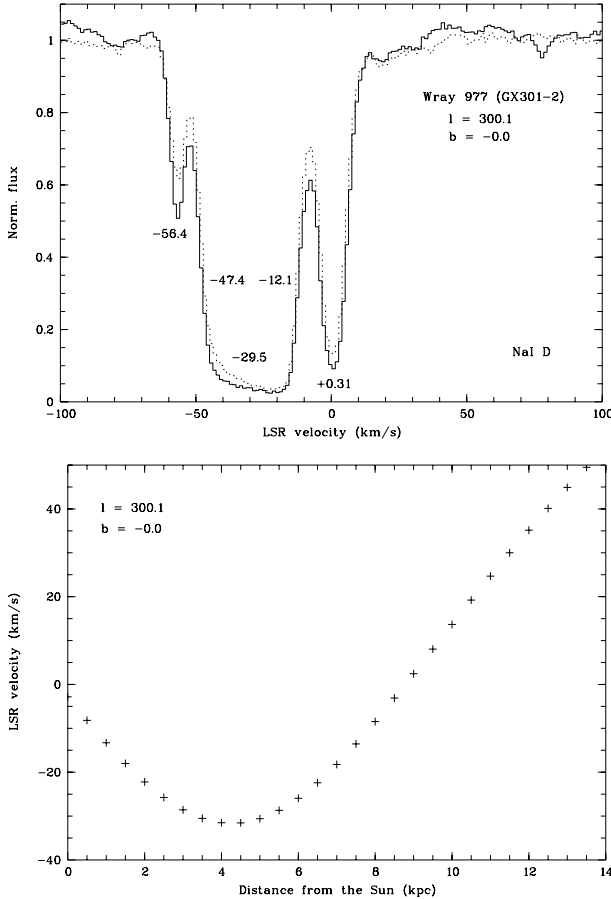 Norm. flux
1
0.8
0.6
0.4
0.2
0
Wray 977 (GX301-2)
l = 300.1
b = -0.0
-56.4
-47.4 -12.1
-29.5
+0.31
NaI D
-100 -50 0 50 100
LSR velocity (km/s)
LSR velocity (km/s)
40
20
0
-20
-40
l = 300.1
b = -0.0
0 2 4 6 8 10 12 14
Distance from the Sun (kpc)